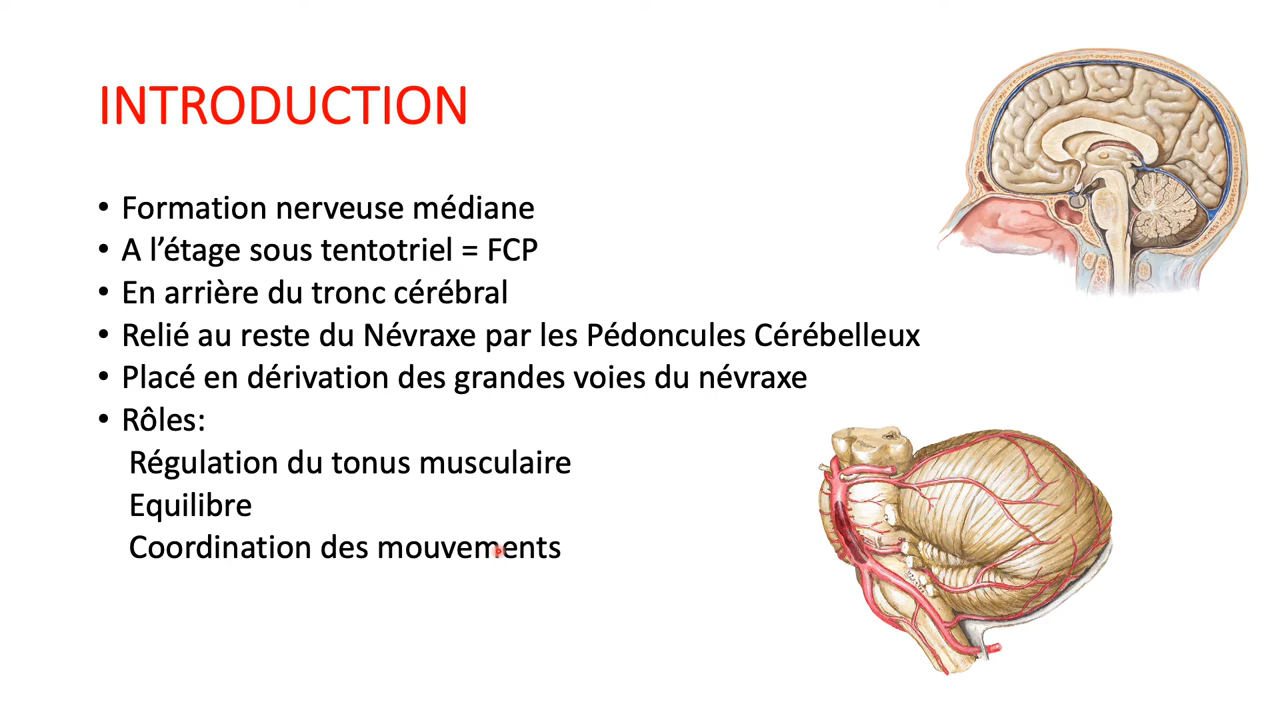 INTRODUCTION
• Formation nerveuse médiane
• A l’étage sous tentotriel = FCP
• En arrière du tronc cérébral
• Relié au reste du Névraxe par les Pédoncules Cérébelleux
• Placé en dérivation des grandes voies du névraxe
• Rôles:
Régulation du tonus musculaire
Equilibre
Coordination des mouvements